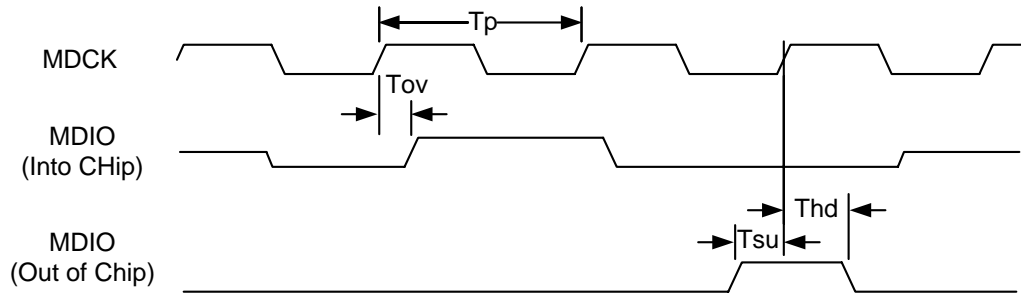 Tp
MDCK
Tov
MDIO
(Into CHip)
Thd
Tsu
MDIO
(Out of Chip)